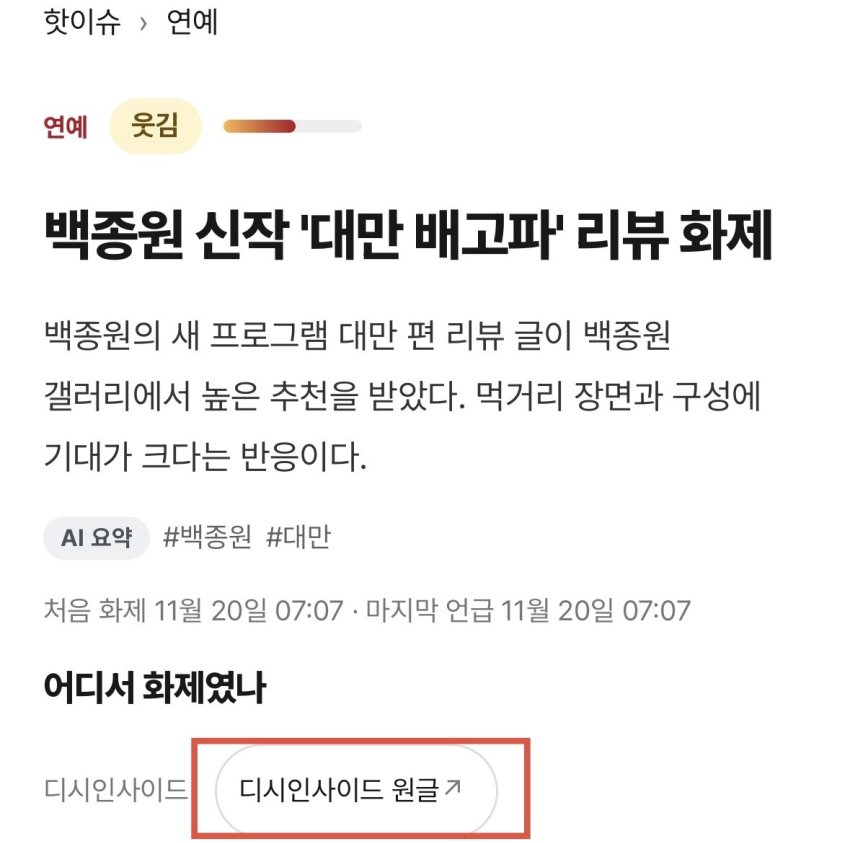 핫이슈 › 연예
연예 웃김
백종원 신작 '대만 배고파' 리뷰 화제
백종원의 새 프로그램 대만 편 리뷰 글이 백종원
갤러리에서 높은 추천을 받았다. 먹거리 장면과 구성에
기대가 크다는 반응이다.
AI 요약 #백종원 #대만
처음 화제 11월 20일 07:07 · 마지막 언급 11월 20일 07:07
어디서 화제였나
디시인사이드 디시인사이드 원글↗